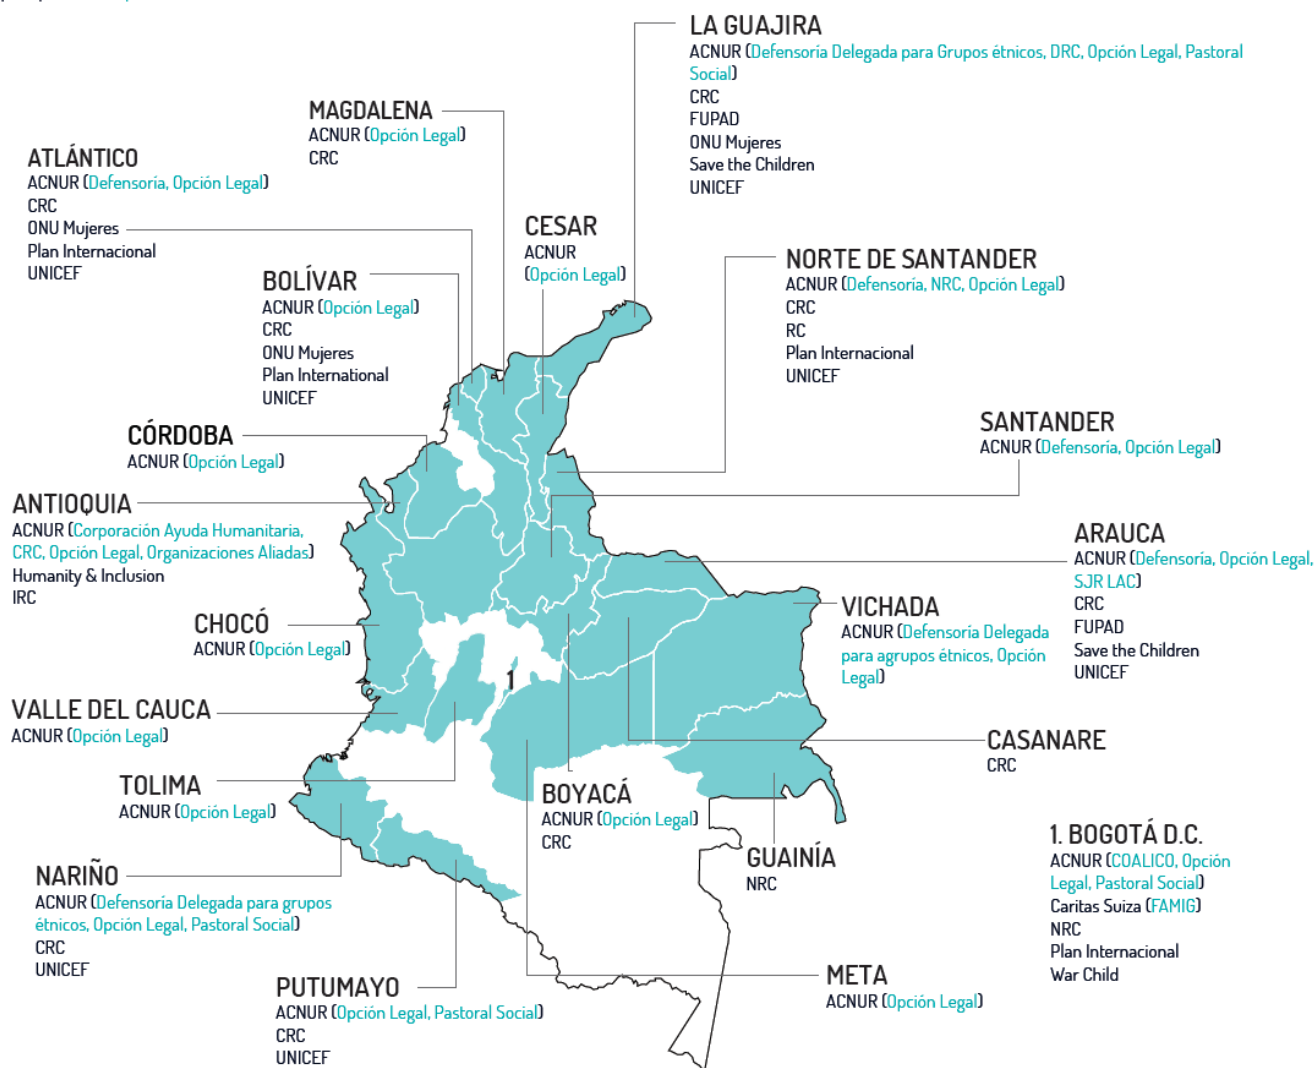 LA GUAJIRA
ACNUR (Defensoría Delegada para Grupos étnicos, DRC, Opción Legal, Pastoral
Social)
CRC
FUPAD
ONU Mujeres
Save the Children
UNICEF
MAGDALENA
ACNUR (Opción Legal)
CRC
ATLÁNTICO
ACNUR (Defensoría, Opción Legal)
CRC
ONU Mujeres
Plan Internacional
UNICEF
CESAR
ACNUR
(Opción Legal)
BOLÍVAR
ACNUR (Opción Legal)
CRC
ONU Mujeres
Plan International
UNICEF
NORTE DE SANTANDER
ACNUR (Defensoría, NRC, Opción Legal)
CRC
RC
Plan Internacional
UNICEF
CÓRDOBA
ACNUR (Opción Legal)
SANTANDER
ACNUR (Defensoría, Opción Legal)
ANTIOQUIA
ACNUR (Corporación Ayuda Humanitaria,
CRC, Opción Legal, Organizaciones Aliadas)
Humanity & Inclusion
IRC
ARAUCA
ACNUR (Defensoría, Opción Legal,
SJR LAC)
CRC
FUPAD
Save the Children
UNICEF
CHOCÓ
ACNUR (Opción Legal)
VICHADA
ACNUR (Defensoría Delegada
para agrupos étnicos, Opción
Legal)
1
VALLE DEL CAUCA
ACNUR (Opción Legal)
CASANARE
CRC
TOLIMA
ACNUR (Opción Legal)
BOYACÁ
ACNUR (Opción Legal)
CRC
GUAINÍA
NRC
1. BOGOTÁ D.C.
ACNUR (COALICO, Opción
Legal, Pastoral Social)
Caritas Suiza (FAMIG)
NRC
Plan Internacional
War Child
NARIÑO
ACNUR (Defensoría Delegada para grupos
étnicos, Opción Legal, Pastoral Social)
CRC
UNICEF
PUTUMAYO
ACNUR (Opción Legal, Pastoral Social)
CRC
UNICEF
META
ACNUR (Opción Legal)